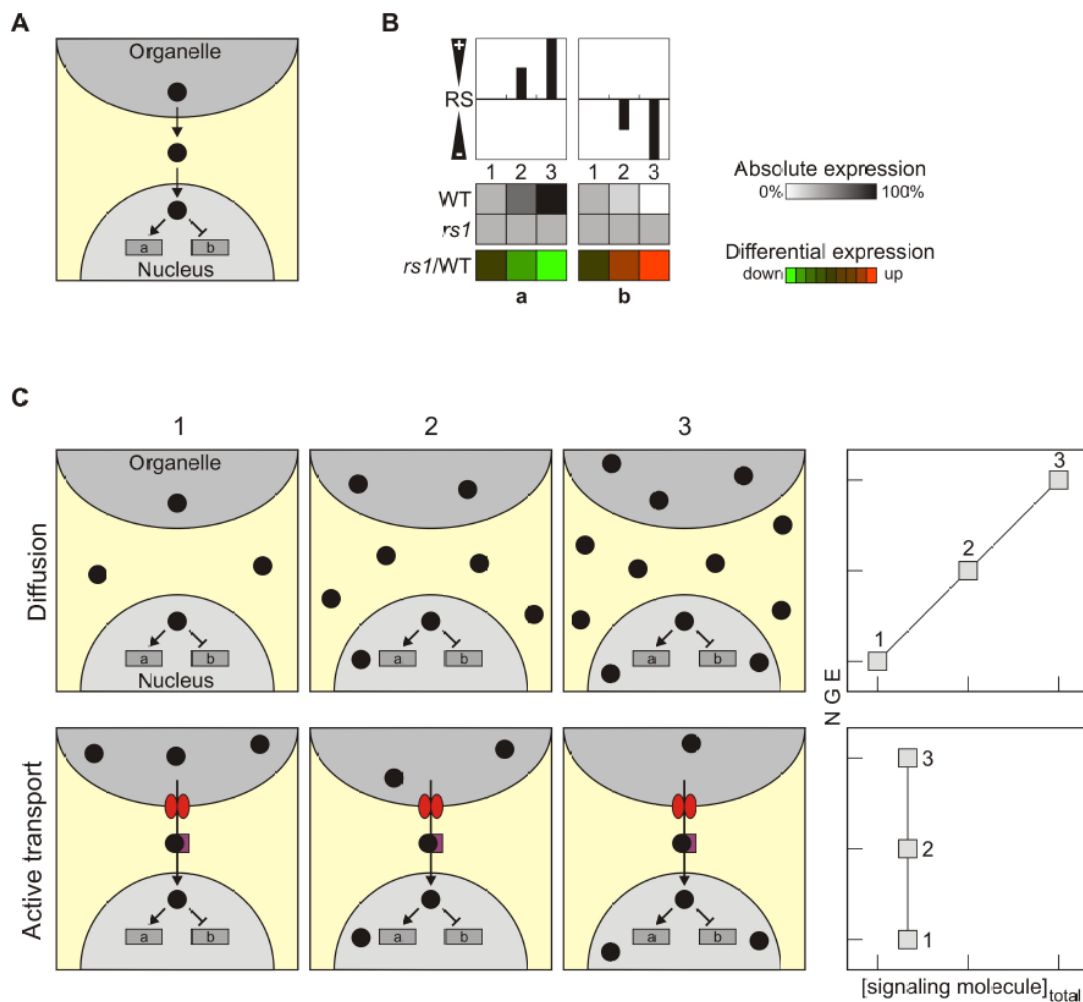 A
Organelle
a
b
Nucleus
B
+
RS
-
1 2 3
1 2 3
WT
rs1
rs1/WT
a
b
Absolute expression
0%
100%
Differential expression
down
up
C
1
2
3
Diffusion
Organelle
a
b
Nucleus
a
b
a
b
1
2
3
NGE
Active transport
a
b
a
b
a
b
3
2
1
[signaling molecule]total